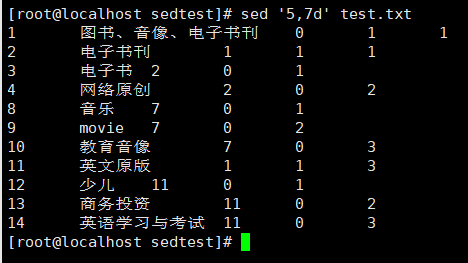 [root@localhost sedtest]# sed '5,7d' test.txt
1 图书、音像、电子书刊 0 1 1
2 电子书刊 1 1 1
3 电子书 2 0 1
4 网络原创 2 0 2
8 音乐 7 0 1
9 movie 7 0 2
10 教育音像 7 0 3
11 英文原版 1 1 3
12 少儿 11 0 1
13 商务投资 11 0 2
14 英语学习与考试 11 0 3
[root@localhost sedtest]#